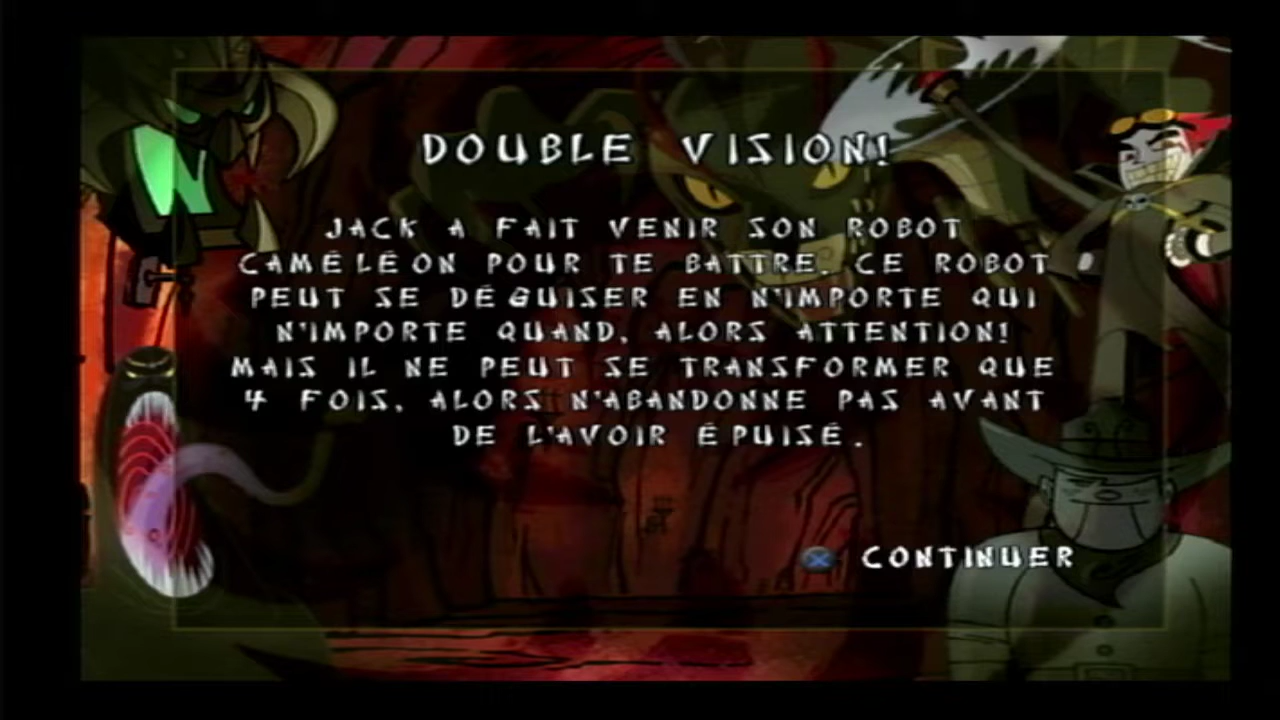 DOUBLE VISION!
JACK A FAIT VENIR SON ROBOT
CAMÉLÉON POUR TE BATTRE. CE ROBOT
PEUT SE DÉGUISER EN N'IMPORTE QUI
N'IMPORTE QUAND, ALORS ATTENTION!
MAIS IL NE PEUT SE TRANSFORMER QUE
4 FOIS, ALORS N'ABANDONNE PAS AVANT
DE L'AVOIR ÉPUISÉ.
CONTINUER